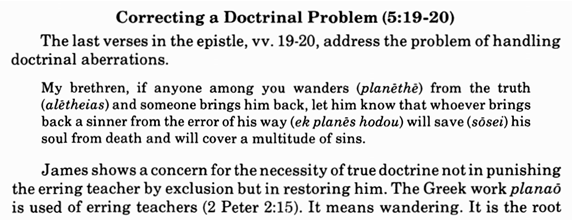 Correcting a Doctrinal Problem (5:19-20)
The last verses in the epistle, vv. 19-20, address the problem of handling
doctrinal aberrations.
My brethren, if anyone among you wanders (planēthē) from the truth
(alētheias) and someone brings him back, let him know that whoever brings
back a sinner from the error of his way (ek planēs hodou) will save (sōsei) his
soul from death and will cover a multitude of sins.
James shows a concern for the necessity of true doctrine not in punishing
the erring teacher by exclusion but in restoring him. The Greek work planaō
is used of erring teachers (2 Peter 2:15). It means wandering. It is the root